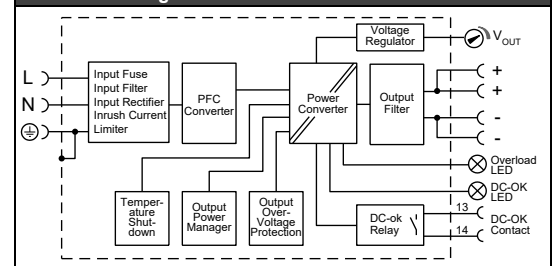 Voltage
Regulator
V OUT
L
N
Input Fuse
Input Filter
Input Rectifier
Inrush Current
Limiter
PFC
Converter
Power
Converter
Output
Filter
+
+
-
-
Overload
LED
DC-OK
LED
Temper-
ature
Shut-
down
Output
Power
Manager
Output
Over-
Voltage
Protection
DC-ok
Relay
13
14
DC-OK
Contact